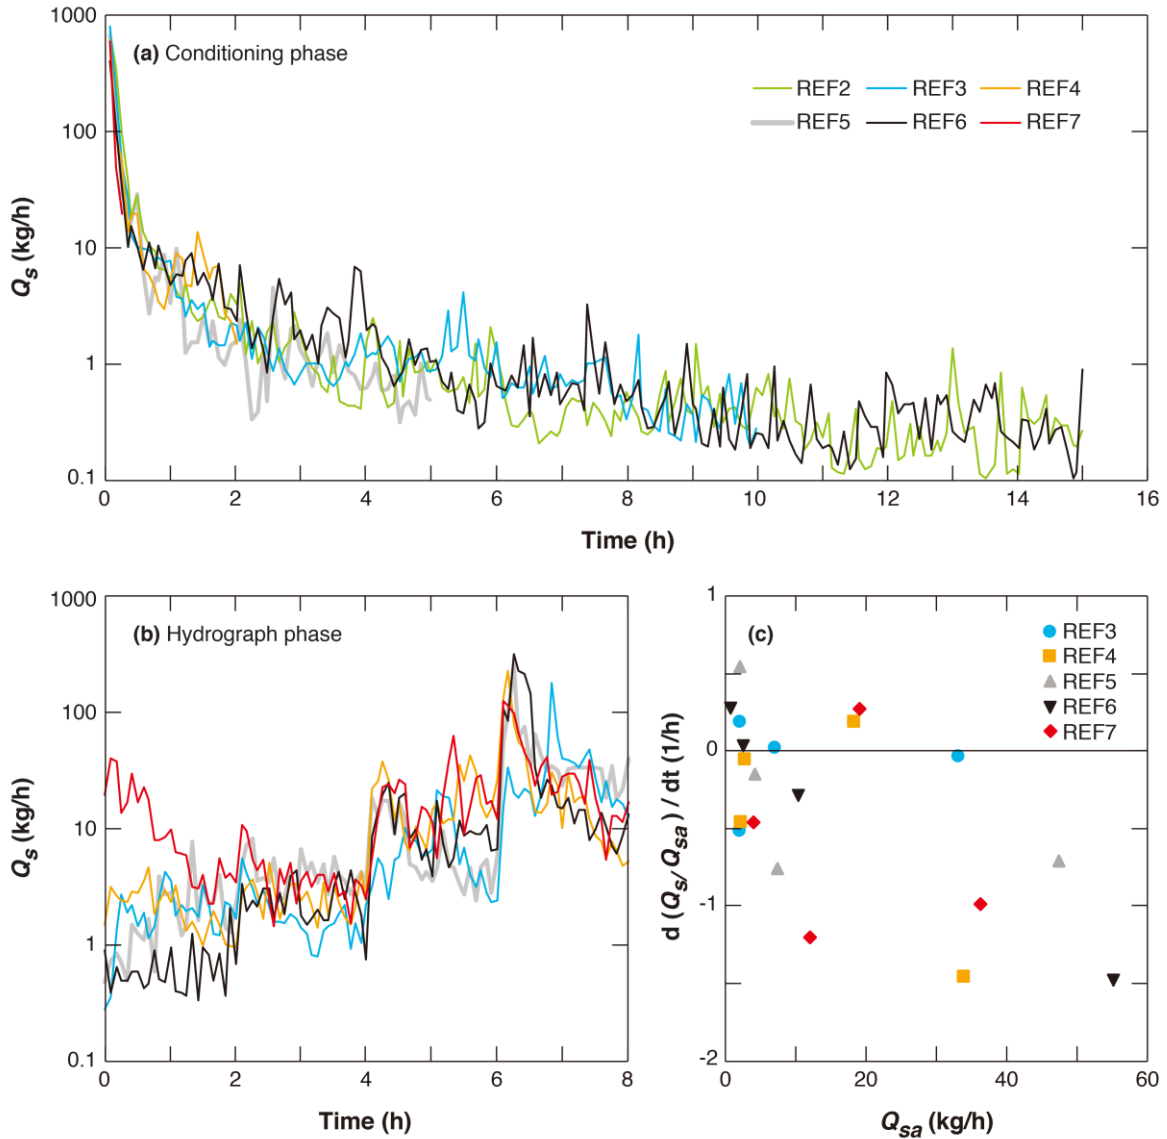 1000
(a) Conditioning phase
REF2 REF3 REF4
REF5 REF6 REF7
100
10
1
0.1
Qs (kg/h)
0 2 4 6 8 10 12 14 16
Time (h)
1000
(b) Hydrograph phase
100
10
1
0.1
Qs (kg/h)
0 2 4 6 8
Time (h)
1
(c)
REF3
REF4
REF5
REF6
REF7
0
-1
-2
d (Qs/Qsa) / dt (1/h)
0 20 40 60
Qsa (kg/h)